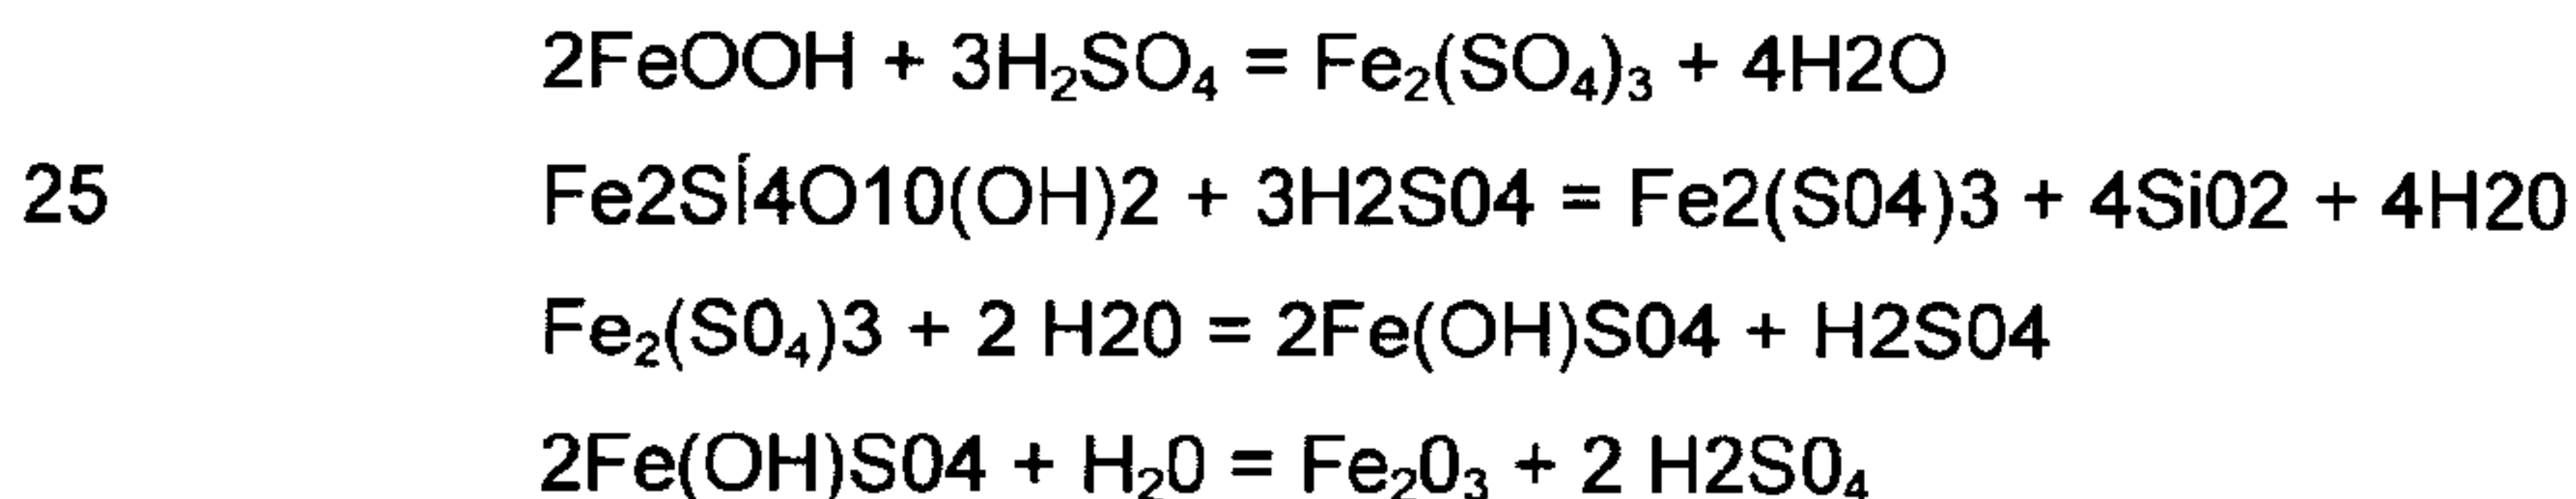 2FeOOH + 3H₂SO₄ = Fe₂(SO₄)₃ + 4H2O
25 Fe2Si4O10(OH)2 + 3H2S04 = Fe2(S04)3 + 4Si02 + 4H20
Fe₂(S0₄)3 + 2 H20 = 2Fe(OH)S04 + H2S04
2Fe(OH)S04 + H₂0 = Fe₂0₃ + 2 H2S0₄